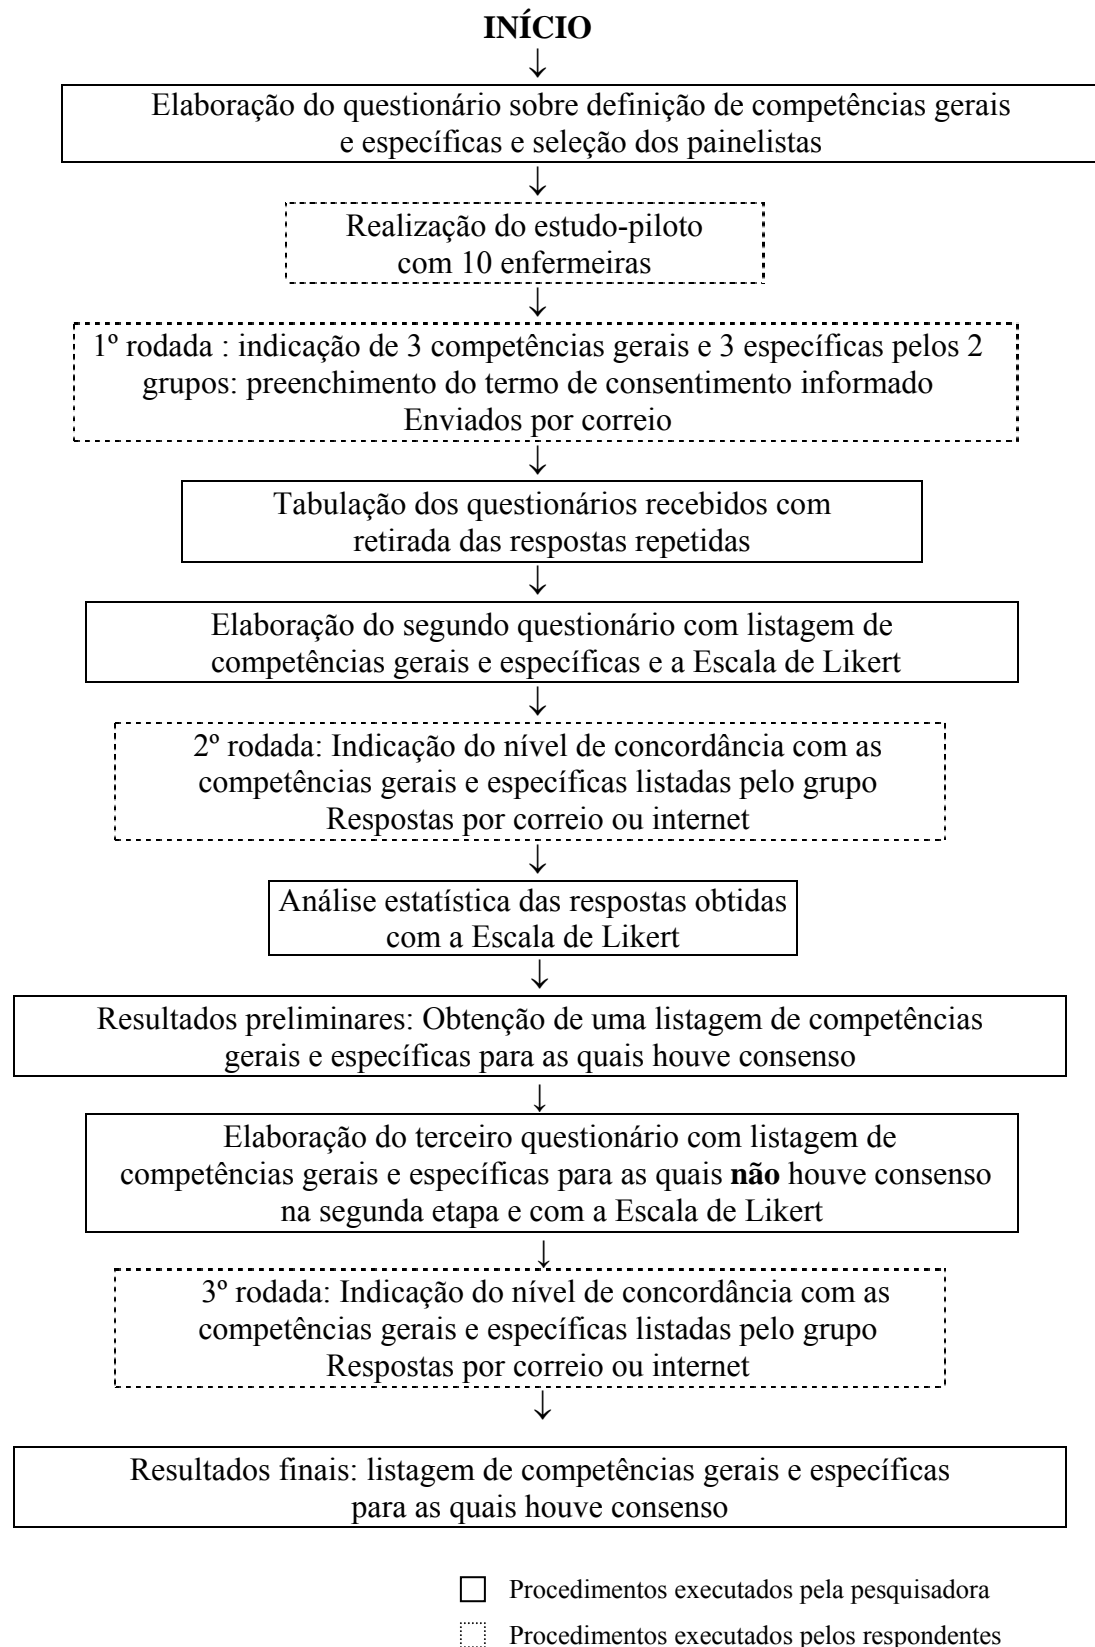 INÍCIO
Elaboração do questionário sobre definição de competências gerais
e específicas e seleção dos painelistas
Realização do estudo-piloto
com 10 enfermeiras
1º rodada : indicação de 3 competências gerais e 3 específicas pelos 2
grupos: preenchimento do termo de consentimento informado
Enviados por correio
Tabulação dos questionários recebidos com
retirada das respostas repetidas
Elaboração do segundo questionário com listagem de
competências gerais e específicas e a Escala de Likert
2º rodada: Indicação do nível de concordância com as
competências gerais e específicas listadas pelo grupo
Respostas por correio ou internet
Análise estatística das respostas obtidas
com a Escala de Likert
Resultados preliminares: Obtenção de uma listagem de competências
gerais e específicas para as quais houve consenso
Elaboração do terceiro questionário com listagem de
competências gerais e específicas para as quais não houve consenso
na segunda etapa e com a Escala de Likert
3º rodada: Indicação do nível de concordância com as
competências gerais e específicas listadas pelo grupo
Respostas por correio ou internet
Resultados finais: listagem de competências gerais e específicas
para as quais houve consenso
Procedimentos executados pela pesquisadora
Procedimentos executados pelos respondentes